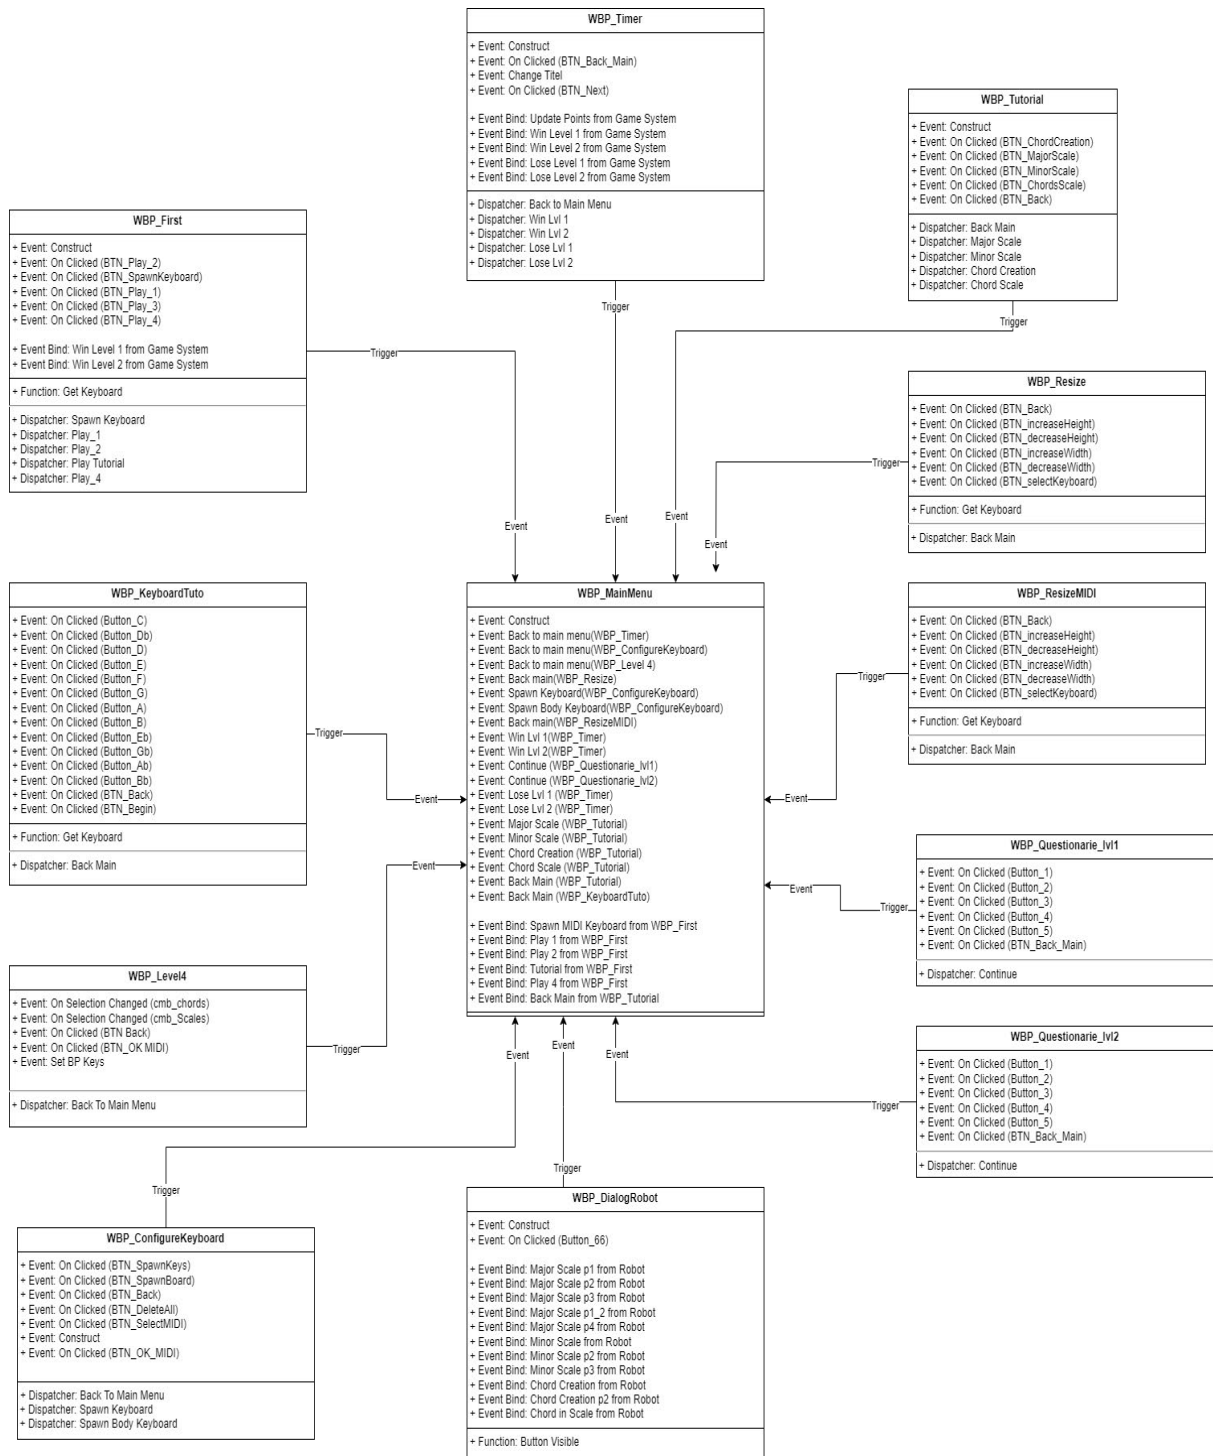 WBP_Timer
+ Event: Construct
+ Event: On Clicked (BTN_Back_Main)
+ Event: Change Titel
+ Event: On Clicked (BTN_Next)
+ Event Bind: Update Points from Game System
+ Event Bind: Win Level 1 from Game System
+ Event Bind: Win Level 2 from Game System
+ Event Bind: Lose Level 1 from Game System
+ Event Bind: Lose Level 2 from Game System
+ Dispatcher: Back to Main Menu
+ Dispatcher: Win Lvl 1
+ Dispatcher: Win Lvl 2
+ Dispatcher: Lose Lvl 1
+ Dispatcher: Lose Lvl 2
Trigger
Event
WBP_Tutorial
+ Event: Construct
+ Event: On Clicked (BTN_ChordCreation)
+ Event: On Clicked (BTN_MajorScale)
+ Event: On Clicked (BTN_MinorScale)
+ Event: On Clicked (BTN_ChordsScale)
+ Event: On Clicked (BTN_Back)
+ Dispatcher: Back Main
+ Dispatcher: Major Scale
+ Dispatcher: Minor Scale
+ Dispatcher: Chord Creation
+ Dispatcher: Chord Scale
Trigger
Event
WBP_First
+ Event: Construct
+ Event: On Clicked (BTN_Play_2)
+ Event: On Clicked (BTN_SpawnKeyboard)
+ Event: On Clicked (BTN_Play_1)
+ Event: On Clicked (BTN_Play_3)
+ Event: On Clicked (BTN_Play_4)
+ Event Bind: Win Level 1 from Game System
+ Event Bind: Win Level 2 from Game System
+ Function: Get Keyboard
+ Dispatcher: Spawn Keyboard
+ Dispatcher: Play_1
+ Dispatcher: Play_2
+ Dispatcher: Play Tutorial
+ Dispatcher: Play_4
Trigger
Event
WBP_Resize
+ Event: On Clicked (BTN_Back)
+ Event: On Clicked (BTN_increaseHeight)
+ Event: On Clicked (BTN_decreaseHeight)
+ Event: On Clicked (BTN_increaseWidth)
+ Event: On Clicked (BTN_decreaseWidth)
+ Event: On Clicked (BTN_selectKeyboard)
+ Function: Get Keyboard
+ Dispatcher: Back Main
Trigger
Event
WBP_KeyboardTuto
+ Event: On Clicked (Button_C)
+ Event: On Clicked (Button_Db)
+ Event: On Clicked (Button_D)
+ Event: On Clicked (Button_E)
+ Event: On Clicked (Button_F)
+ Event: On Clicked (Button_G)
+ Event: On Clicked (Button_A)
+ Event: On Clicked (Button_B)
+ Event: On Clicked (Button_Eb)
+ Event: On Clicked (Button_Gb)
+ Event: On Clicked (Button_Ab)
+ Event: On Clicked (Button_Bb)
+ Event: On Clicked (BTN_Back)
+ Event: On Clicked (BTN_Begin)
+ Function: Get Keyboard
+ Dispatcher: Back Main
Trigger
Event
WBP_MainMenu
+ Event: Construct
+ Event: Back to main menu(WBP_Timer)
+ Event: Back to main menu(WBP_ConfigureKeyboard)
+ Event: Back to main menu(WBP_Level 4)
+ Event: Back main(WBP_Resize)
+ Event: Spawn Keyboard(WBP_ConfigureKeyboard)
+ Event: Spawn Body Keyboard(WBP_ConfigureKeyboard)
+ Event: Back main(WBP_ResizeMIDI)
+ Event: Win Lvl 1(WBP_Timer)
+ Event: Win Lvl 2(WBP_Timer)
+ Event: Continue (WBP_Questionarie_lvl1)
+ Event: Continue (WBP_Questionarie_lvl2)
+ Event: Lose Lvl 1 (WBP_Timer)
+ Event: Lose Lvl 2 (WBP_Timer)
+ Event: Major Scale (WBP_Tutorial)
+ Event: Minor Scale (WBP_Tutorial)
+ Event: Chord Creation (WBP_Tutorial)
+ Event: Chord Scale (WBP_Tutorial)
+ Event: Back Main (WBP_Tutorial)
+ Event: Back Main (WBP_KeyboardTuto)
+ Event Bind: Spawn MIDI Keyboard from WBP_First
+ Event Bind: Play 1 from WBP_First
+ Event Bind: Play 2 from WBP_First
+ Event Bind: Tutorial from WBP_First
+ Event Bind: Play 4 from WBP_First
+ Event Bind: Back Main from WBP_Tutorial
WBP_ResizeMIDI
+ Event: On Clicked (BTN_Back)
+ Event: On Clicked (BTN_increaseHeight)
+ Event: On Clicked (BTN_decreaseHeight)
+ Event: On Clicked (BTN_increaseWidth)
+ Event: On Clicked (BTN_decreaseWidth)
+ Event: On Clicked (BTN_selectKeyboard)
+ Function: Get Keyboard
+ Dispatcher: Back Main
Trigger
Event
WBP_Questionarie_lvl1
+ Event: On Clicked (Button_1)
+ Event: On Clicked (Button_2)
+ Event: On Clicked (Button_3)
+ Event: On Clicked (Button_4)
+ Event: On Clicked (Button_5)
+ Event: On Clicked (BTN_Back_Main)
+ Dispatcher: Continue
Trigger
Event
WBP_Level4
+ Event: On Selection Changed (cmb_chords)
+ Event: On Selection Changed (cmb_Scales)
+ Event: On Clicked (BTN Back)
+ Event: On Clicked (BTN_OK MIDI)
+ Event: Set BP Keys
+ Dispatcher: Back To Main Menu
Trigger
Event
WBP_Questionarie_lvl2
+ Event: On Clicked (Button_1)
+ Event: On Clicked (Button_2)
+ Event: On Clicked (Button_3)
+ Event: On Clicked (Button_4)
+ Event: On Clicked (Button_5)
+ Event: On Clicked (BTN_Back_Main)
+ Dispatcher: Continue
Trigger
Event
WBP_ConfigureKeyboard
+ Event: On Clicked (BTN_SpawnKeys)
+ Event: On Clicked (BTN_SpawnBoard)
+ Event: On Clicked (BTN_Back)
+ Event: On Clicked (BTN_DeleteAll)
+ Event: On Clicked (BTN_SelectMIDI)
+ Event: Construct
+ Event: On Clicked (BTN_OK_MIDI)
+ Dispatcher: Back To Main Menu
+ Dispatcher: Spawn Keyboard
+ Dispatcher: Spawn Body Keyboard
Trigger
Event
WBP_DialogRobot
+ Event: Construct
+ Event: On Clicked (Button_66)
+ Event Bind: Major Scale p1 from Robot
+ Event Bind: Major Scale p2 from Robot
+ Event Bind: Major Scale p3 from Robot
+ Event Bind: Major Scale p1_2 from Robot
+ Event Bind: Major Scale p4 from Robot
+ Event Bind: Minor Scale from Robot
+ Event Bind: Minor Scale p2 from Robot
+ Event Bind: Minor Scale p3 from Robot
+ Event Bind: Chord Creation from Robot
+ Event Bind: Chord Creation p2 from Robot
+ Event Bind: Chord in Scale from Robot
+ Function: Button Visible
Trigger
Event